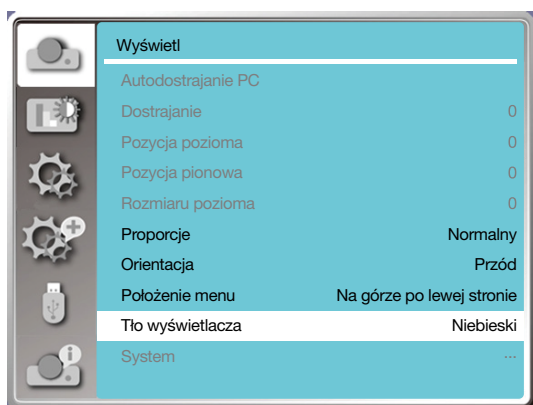 Wyświetl
Autodostrajanie PC
Dostrajanie 0
Pozycja pozioma 0
Pozycja pionowa 0
Rozmiaru pozioma 0
Proporcje Normalny
Orientacja Przód
Położenie menu Na górze po lewej stronie
Tło wyświetlacza Niebieski
System ...